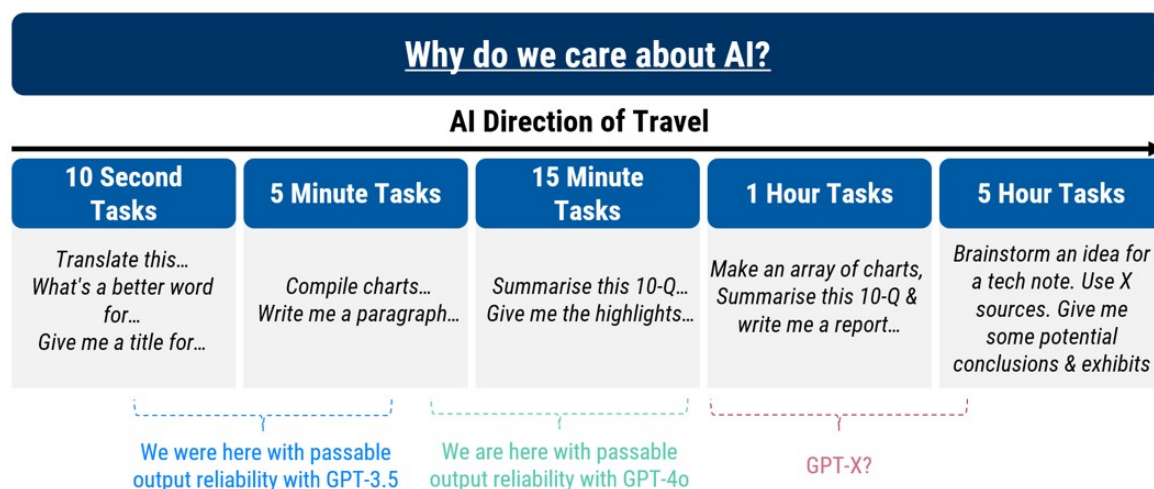 Why do we care about AI?
AI Direction of Travel
10 Second
Tasks
5 Minute Tasks
15 Minute
Tasks
1 Hour Tasks
5 Hour Tasks
Translate this…
What's a better word
for…
Give me a title for…
Compile charts…
Write me a paragraph…
Summarise this 10-Q…
Give me the highlights…
Make an array of charts,
Summarise this 10-Q &
write me a report…
Brainstorm an idea for
a tech note. Use X
sources. Give me
some potential
conclusions & exhibits
We were here with passable
output reliability with GPT-3.5
We are here with passable
output reliability with GPT-4o
GPT-X?